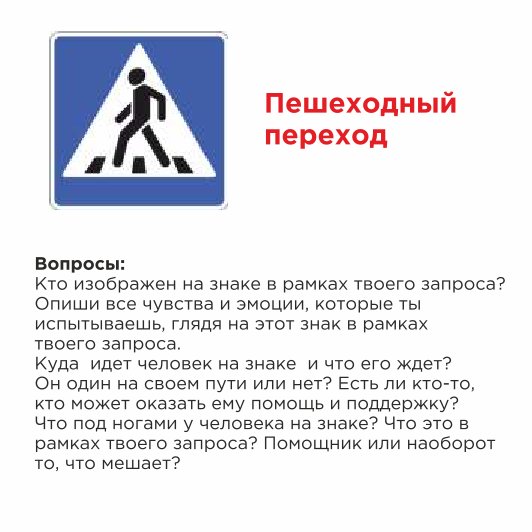 Пешеходный
переход
Вопросы:
Кто изображен на знаке в рамках твоего запроса?
Опиши все чувства и эмоции, которые ты
испытываешь, глядя на этот знак в рамках
твоего запроса.
Куда  идет человек на знаке  и что его ждет?
Он один на своем пути или нет? Есть ли кто-то,
кто может оказать ему помощь и поддержку?
Что под ногами у человека на знаке? Что это в
рамках твоего запроса? Помощник или наоборот
то, что мешает?